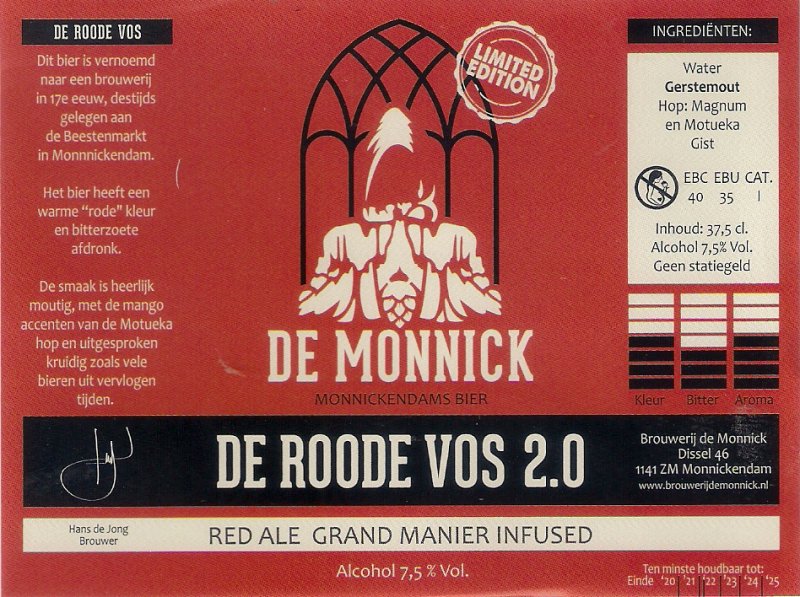 DE ROODE VOS
Dit bier is vernoemd
naar een brouwerij
in 17e eeuw, destijds
gelegen aan
de Beestenmarkt
in Monnnickendam.
Het bier heeft een
warme "rode" kleur
en bitterzoete
afdronk.
De smaak is heerlijk
moutig, met de mango
accenten van de Motueka
hop en uitgesproken
kruidig zoals vele
bieren uit vervlogen
tijden.
LIMITED
EDITION
DE MONNICK
MONNICKENDAMS BIER
INGREDIËNTEN:
Water
Gerstemout
Hop: Magnum
en Motueka
Gist
EBC EBU CAT.
40 35 I
Inhoud: 37,5 cl.
Alcohol 7,5% Vol.
Geen statiegeld
Kleur Bitter Aroma
DE ROODE VOS 2.0
Brouwerij de Monnick
Dissel 46
1141 ZM Monnickendam
www.brouwerijdemonnick.nl
Hans de Jong
Brouwer
RED ALE GRAND MANIER INFUSED
Alcohol 7,5 % Vol.
Ten minste houdbaar tot:
Einde '20 '21 '22 '23 '24 '25